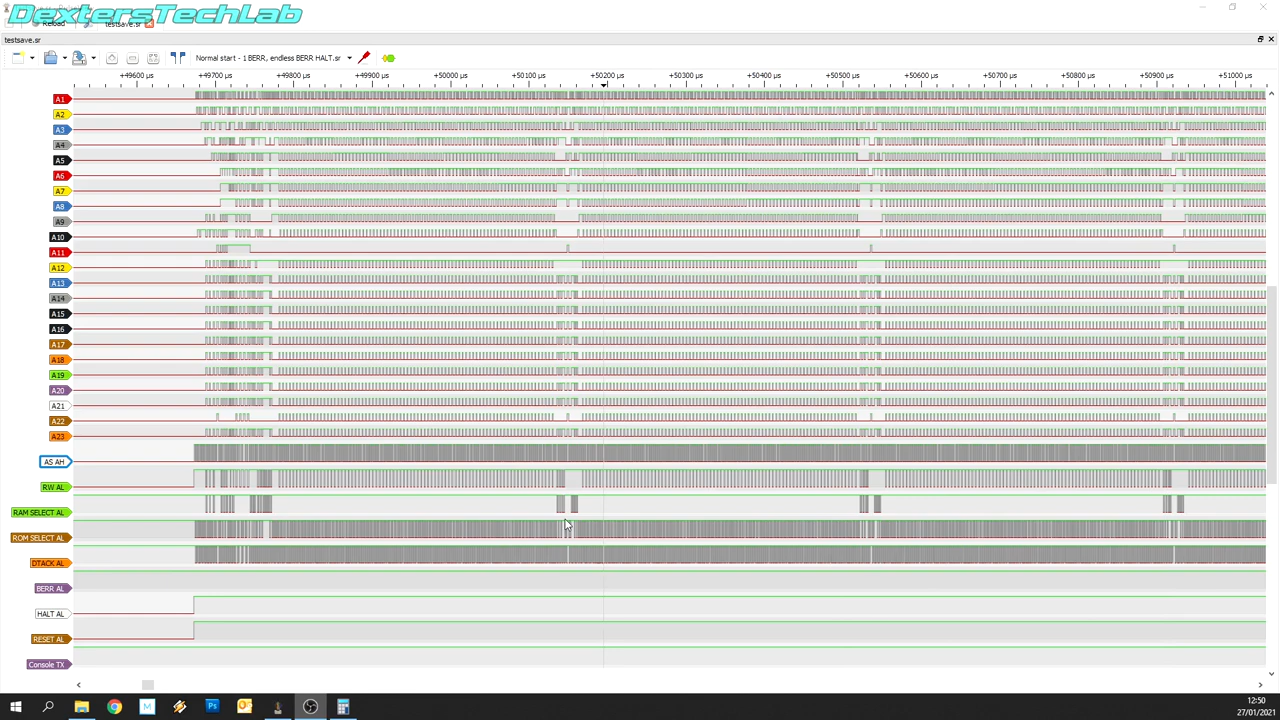 DextersTechLab
Reload
testsave.sr
testsave.sr
Normal start - 1 BERR, endless BERR HALT.sr
+49600 µs +49700 µs +49800 µs +49900 µs +50000 µs +50100 µs +50200 µs +50300 µs +50400 µs +50500 µs +50600 µs +50700 µs +50800 µs +50900 µs +51000 µs
A1
A2
A3
A4
A5
A6
A7
A8
A9
A10
A11
A12
A13
A14
A15
A16
A17
A18
A19
A20
A21
A22
A23
AS AH
RW AL
RAM SELECT AL
ROM SELECT AL
DTACK AL
BERR AL
HALT AL
RESET AL
Console TX
12:50
27/01/2021